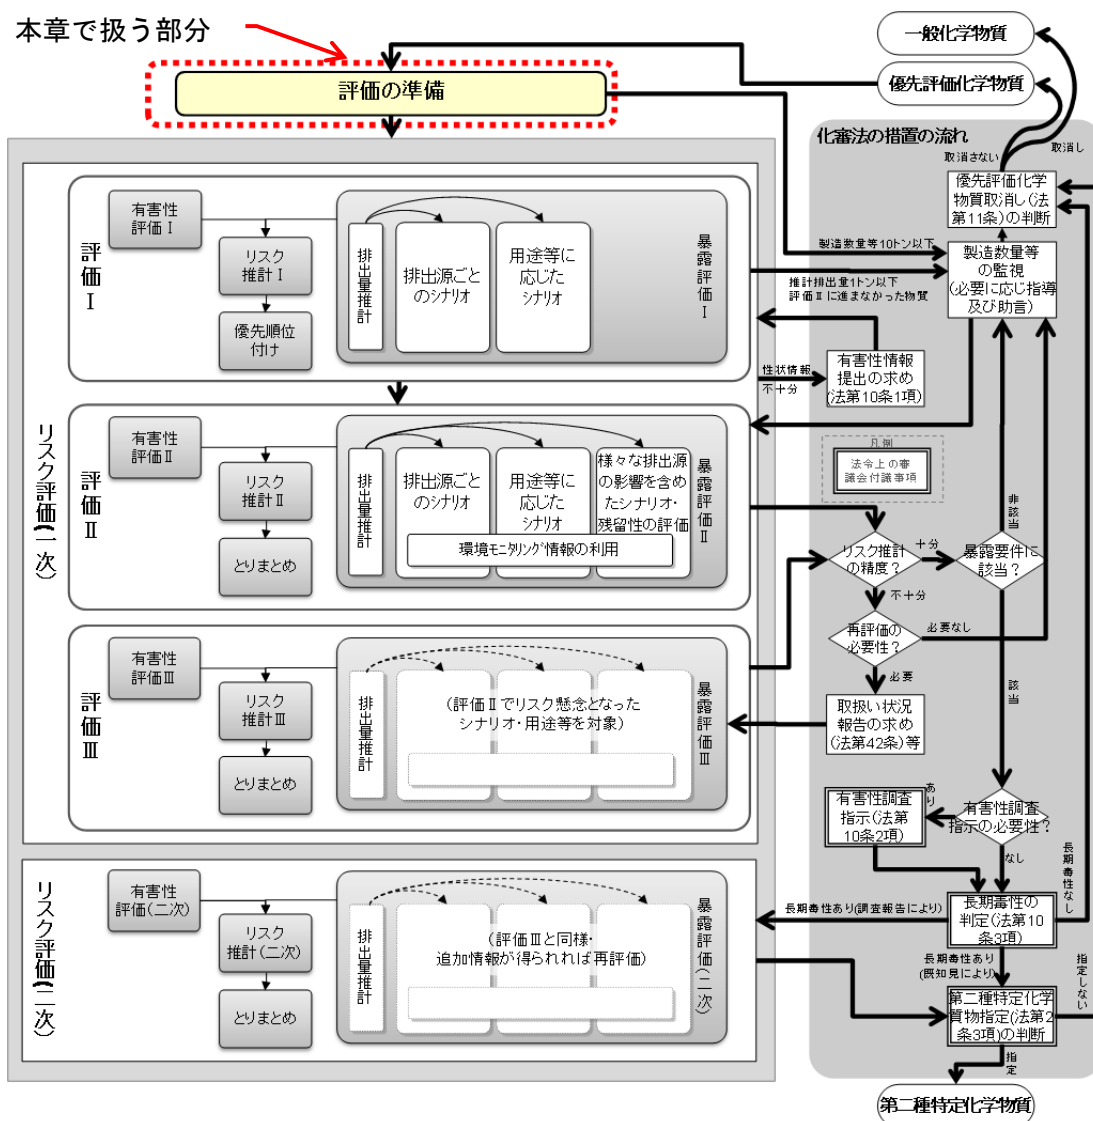 本章で扱う部分
一般化学物質
優先評価化学物質
評価の準備
化審法の措置の流れ
取消さない
取消し
優先評価化学
物質取消し(法
第11条)の判断
製造数量等10トン以下
製造数量等
の監視
(必要に応じ指導
及び助言)
推計排出量1トン以下
評価Ⅱに進まなかった物質
性状情報
不十分
有害性情報
提出の求め
(法第10条1項)
凡例
法令上の審
議会付議事項
リスク評価(一次)
評価Ⅰ
有害性
評価Ⅰ
リスク
推計Ⅰ
優先順位
付け
排出量推計
排出源ごと
のシナリオ
用途等に
応じた
シナリオ
暴露評価Ⅰ
評価Ⅱ
有害性
評価Ⅱ
リスク
推計Ⅱ
とりまとめ
排出量推計
排出源ごと
のシナリオ
用途等に
応じた
シナリオ
様々な排出源
の影響を含め
たシナリオ・
残留性の評価
環境モニタリング情報の利用
暴露評価Ⅱ
リスク推計
の精度?
十分
暴露要件に
該当?
非該当
不十分
再評価の
必要性?
必要なし
必要
該当
取扱い状況
報告の求め
(法第42条)等
評価Ⅲ
有害性
評価Ⅲ
リスク
推計Ⅲ
とりまとめ
排出量推計
(評価Ⅱでリスク懸念となった
シナリオ・用途等を対象)
暴露評価Ⅲ
有害性調査
指示(法第
10条2項)
あり
有害性調査
指示の必要性?
なし
長期毒性なし
長期毒性の
判定(法第10
条3項)
長期毒性あり(調査報告により)
長期毒性あり
(既知見により)
指定しない
第二種特定化学
質物指定(法第2
条3項)の判断
指定
第二種特定化学物質
リスク評価(二次)
有害性
評価(二次)
リスク
推計(二次)
とりまとめ
排出量推計
(評価Ⅲと同様・
追加情報が得られれば再評価)
暴露評価(二次)